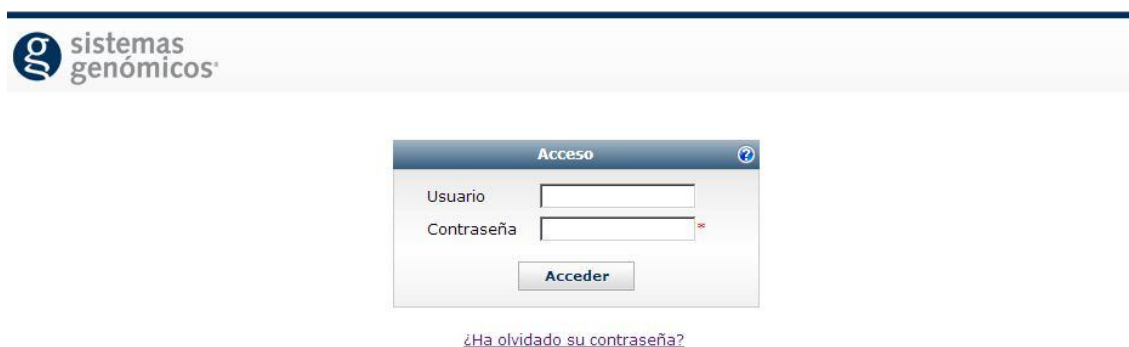 sistemas
genómicos
Acceso
Usuario
Contraseña *
Acceder
¿Ha olvidado su contraseña?